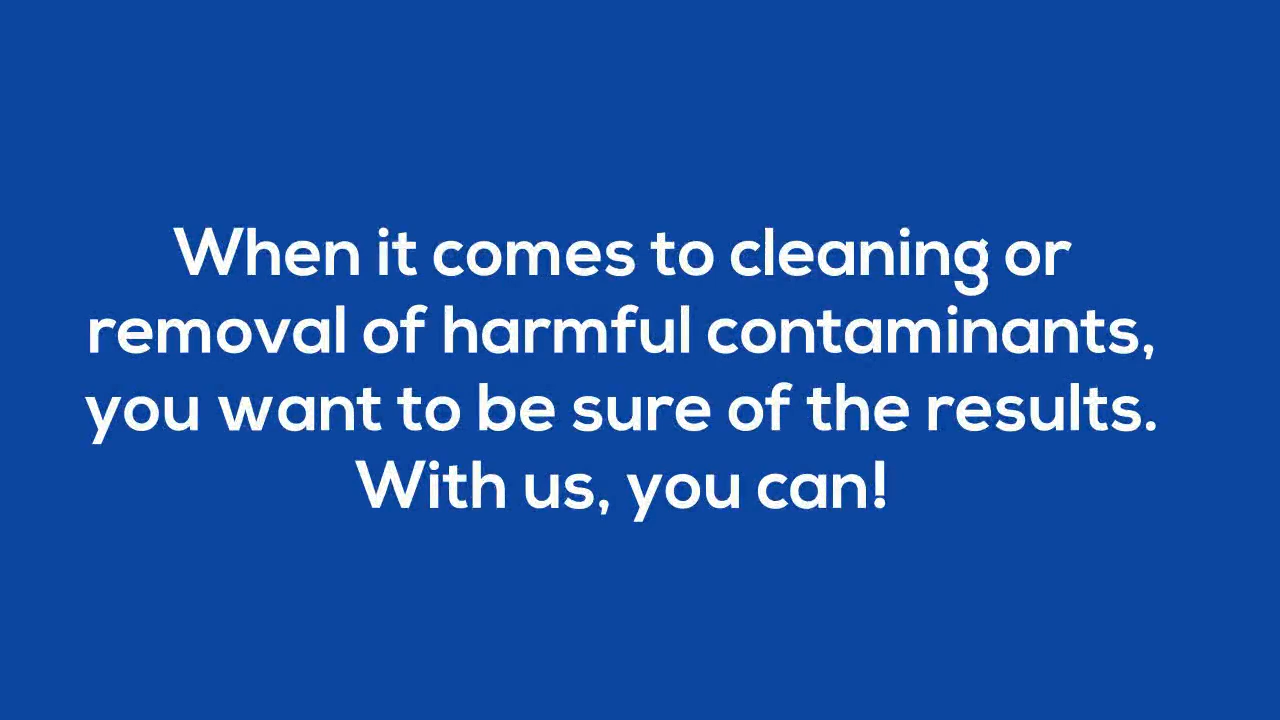 When it comes to cleaning or
removal of harmful contaminants,
you want to be sure of the results.
With us, you can!